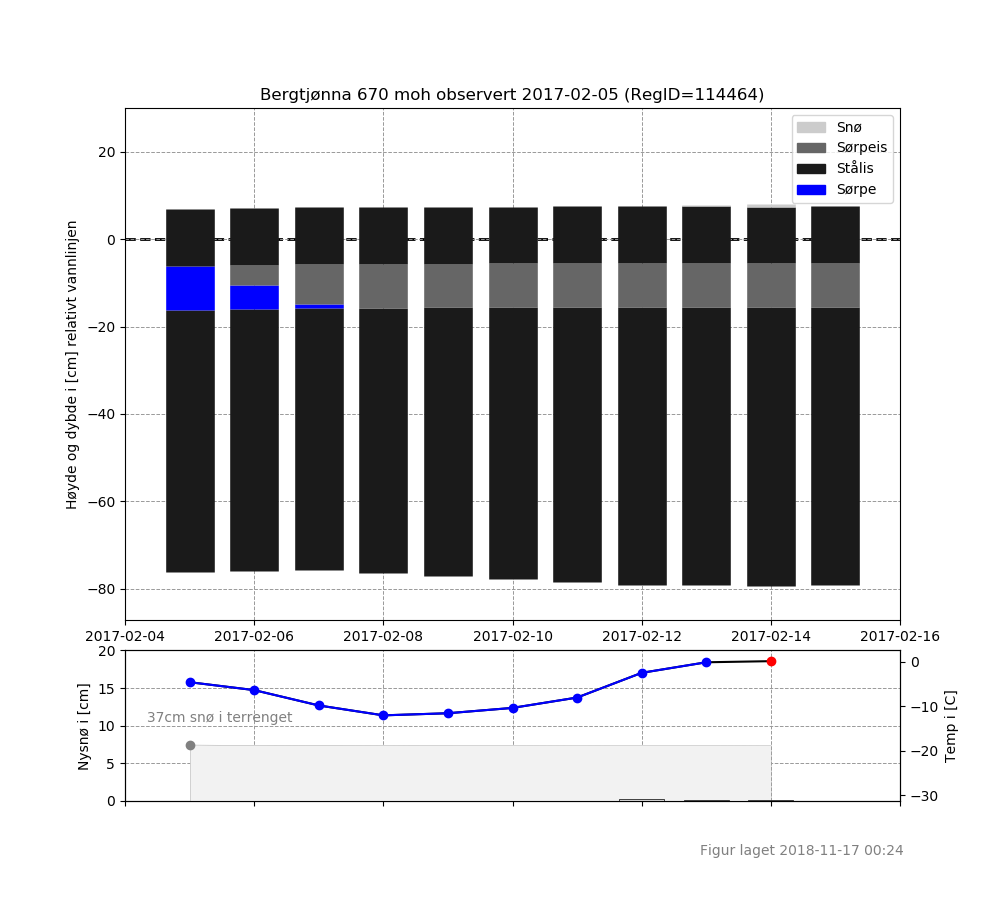 Bergtjønna 670 moh observert 2017-02-05 (RegID=114464)
Snø
Sørpeis
Stålis
Sørpe
Høyde og dybde i [cm] relativt vannlinjen
20
0
−20
−40
−60
−80
2017-02-04 2017-02-06 2017-02-08 2017-02-10 2017-02-12 2017-02-14 2017-02-16
Nysnø i [cm]
20
15
10
5
0
37cm snø i terrenget
0
−10
−20
−30
Temp i [C]
Figur laget 2018-11-17 00:24